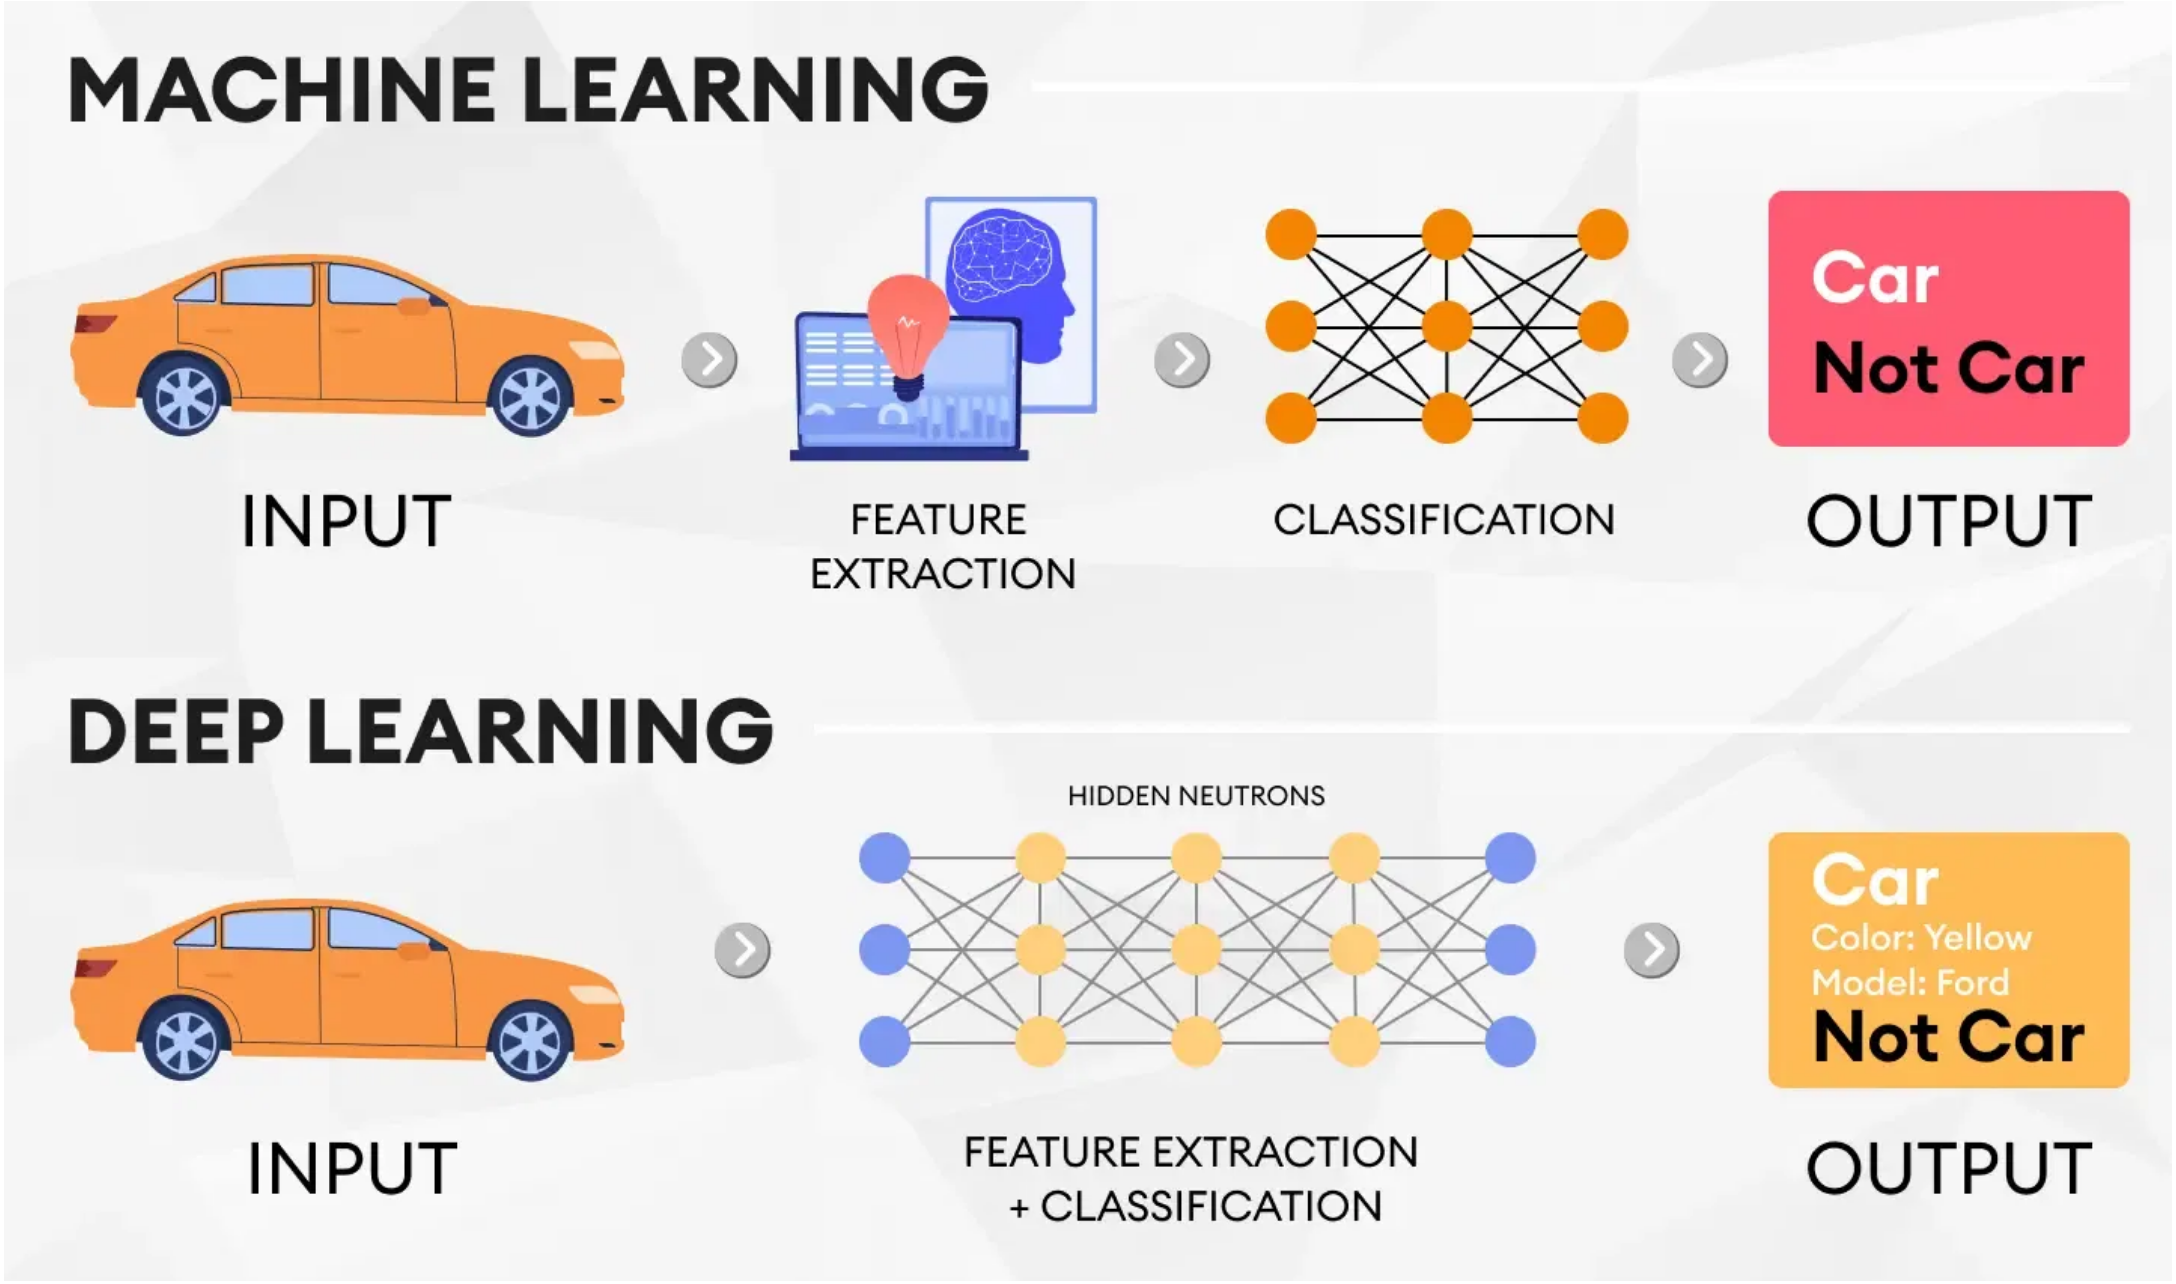 MACHINE LEARNING
Car
Not Car
INPUT
FEATURE
EXTRACTION
CLASSIFICATION
OUTPUT
DEEP LEARNING
HIDDEN NEUTRONS
Car
Color: Yellow
Model: Ford
Not Car
INPUT
FEATURE EXTRACTION
+ CLASSIFICATION
OUTPUT